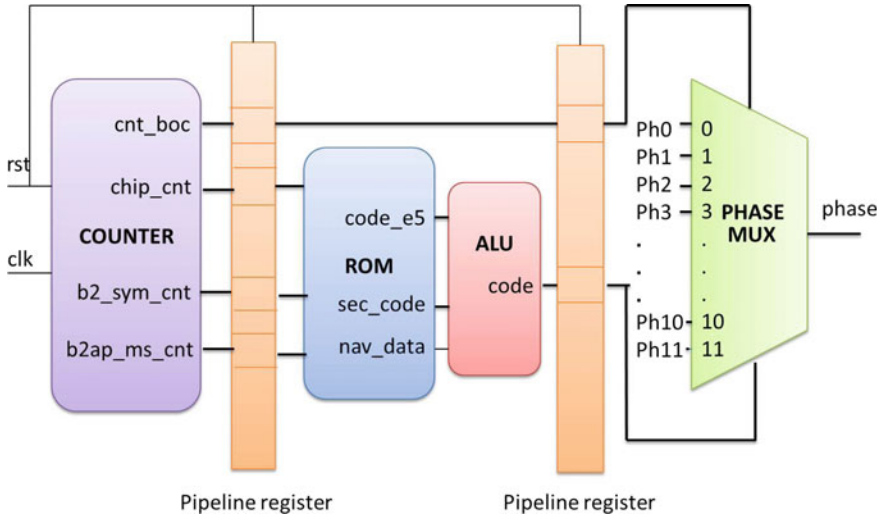 rst
clk
cnt_boc
chip_cnt
COUNTER
b2_sym_cnt
b2ap_ms_cnt
Pipeline register
code_e5
ROM
sec_code
nav_data
ALU
code
Pipeline register
Ph0 0
Ph1 1
Ph2 2
Ph3 3
. .
. .
. .
Ph10 10
Ph11 11
PHASE
MUX
phase